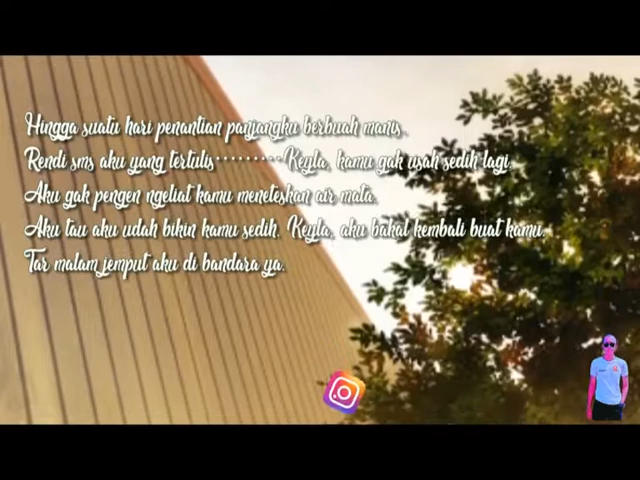 Hingga suatu hari penantian panjangku berbuah manis.
Rendi sms aku yang tertulis.........Keyla, kamu gak usah sedih lagi.
Aku gak pengen ngeliat kamu meneteskan air mata.
Aku tau aku udah bikin kamu sedih. Keyla, aku bakal kembali buat kamu.
Tar malam jemput aku di bandara ya.